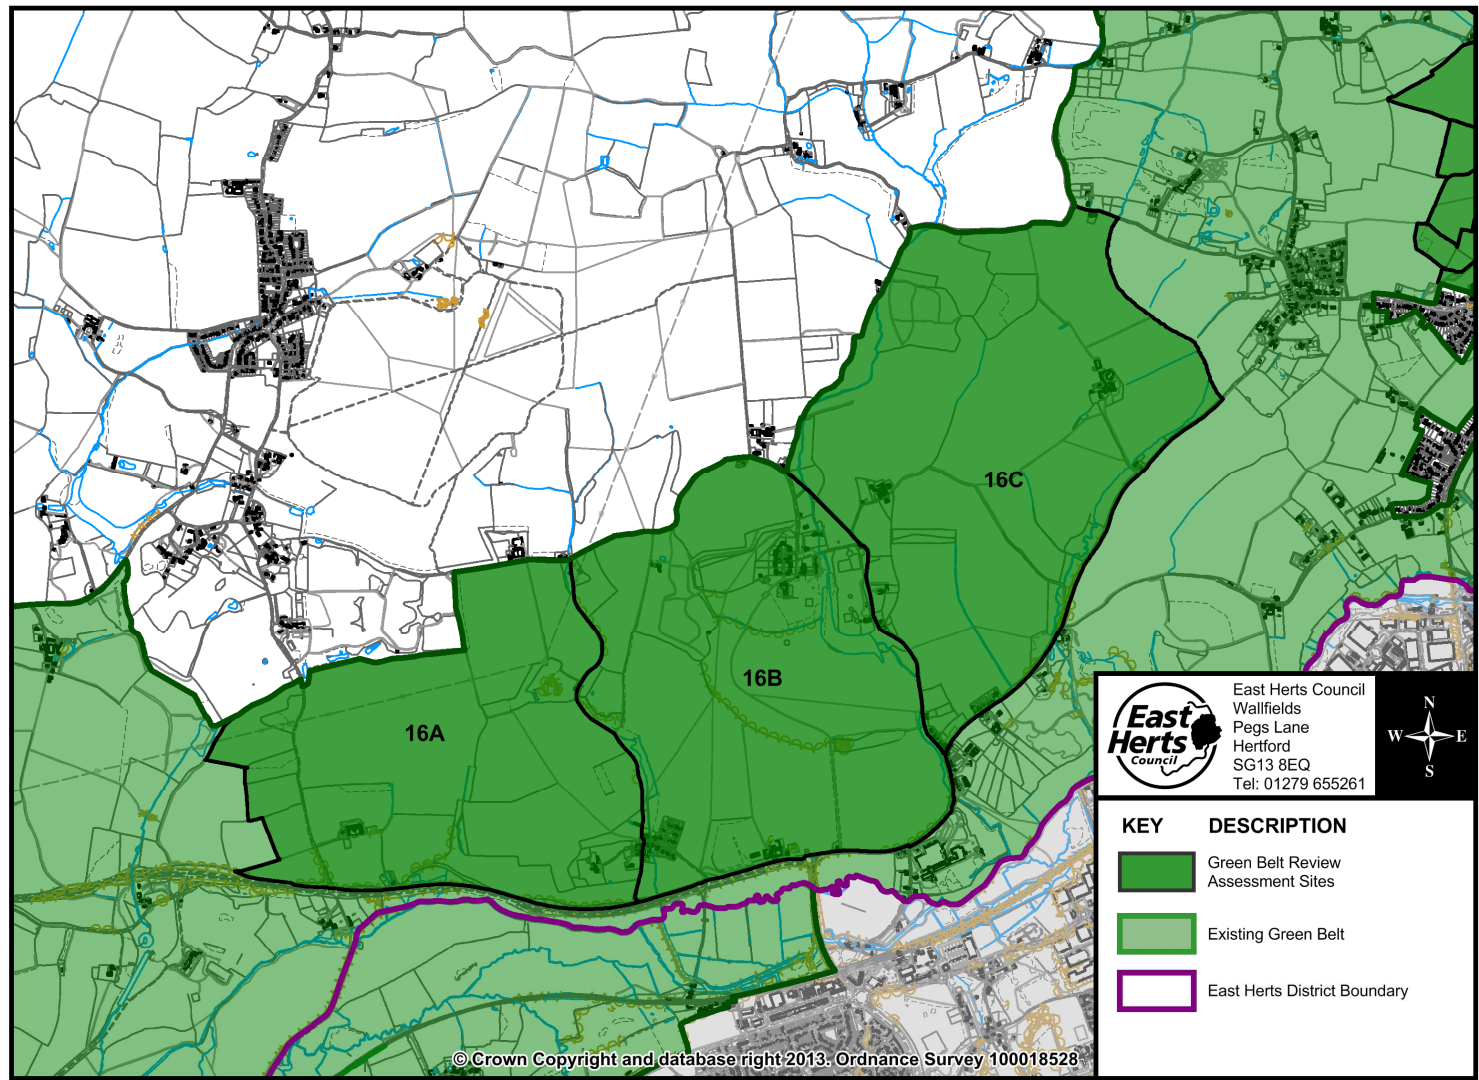 16C
16B
16A
East
Herts
Council
East Herts Council
Wallfields
Pegs Lane
Hertford
SG13 8EQ
Tel: 01279 655261
N
W E
S
KEY DESCRIPTION
Green Belt Review
Assessment Sites
Existing Green Belt
East Herts District Boundary
© Crown Copyright and database right 2013. Ordnance Survey 100018528